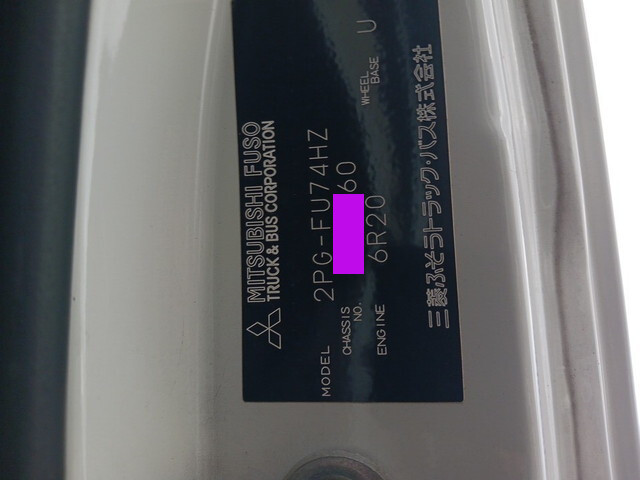 MITSUBISHI FUSO
TRUCK & BUS CORPORATION
MODEL 2PG-FU74HZ
CHASSIS NO. 60
ENGINE 6R20 WHEEL BASE U
三菱ふそうトラック・バス株式会社